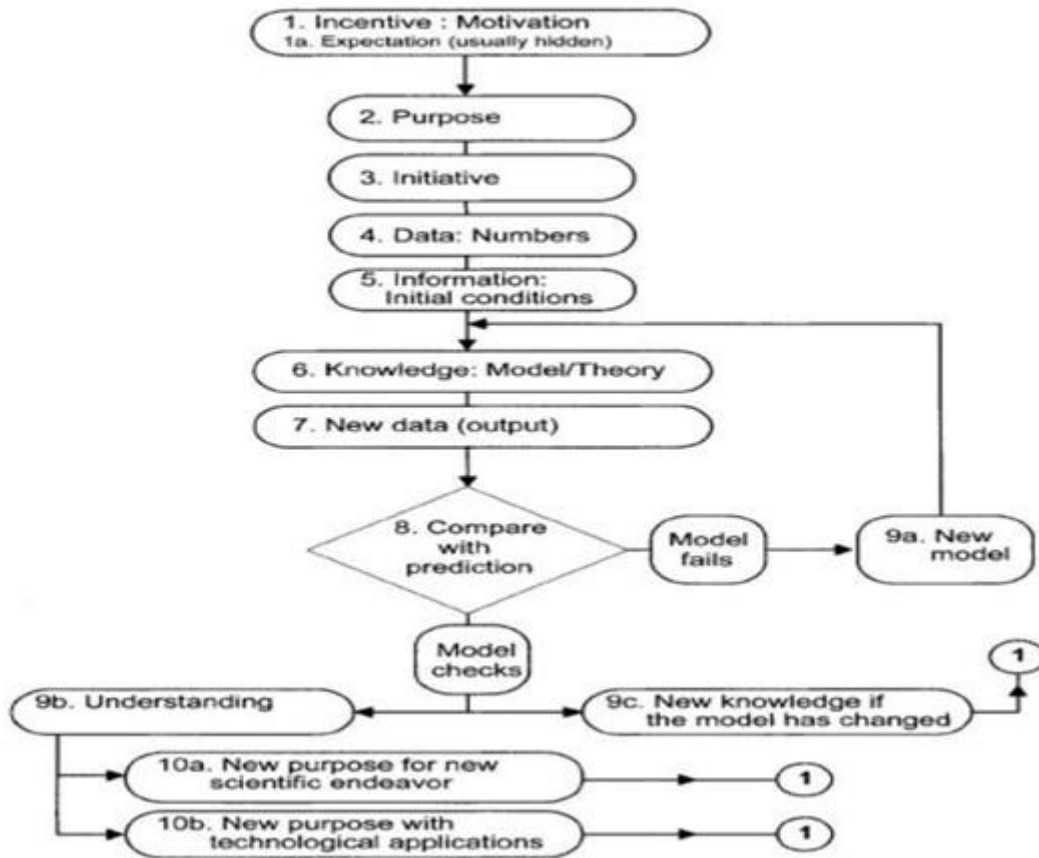 1. Incentive : Motivation
1a. Expectation (usually hidden)
2. Purpose
3. Initiative
4. Data: Numbers
5. Information:
Initial conditions
6. Knowledge: Model/Theory
7. New data (output)
8. Compare
with
prediction
Model
fails
9a. New
model
Model
checks
1
9b. Understanding
9c. New knowledge if
the model has changed
10a. New purpose for new
scientific endeavor
1
10b. New purpose with
technological applications
1